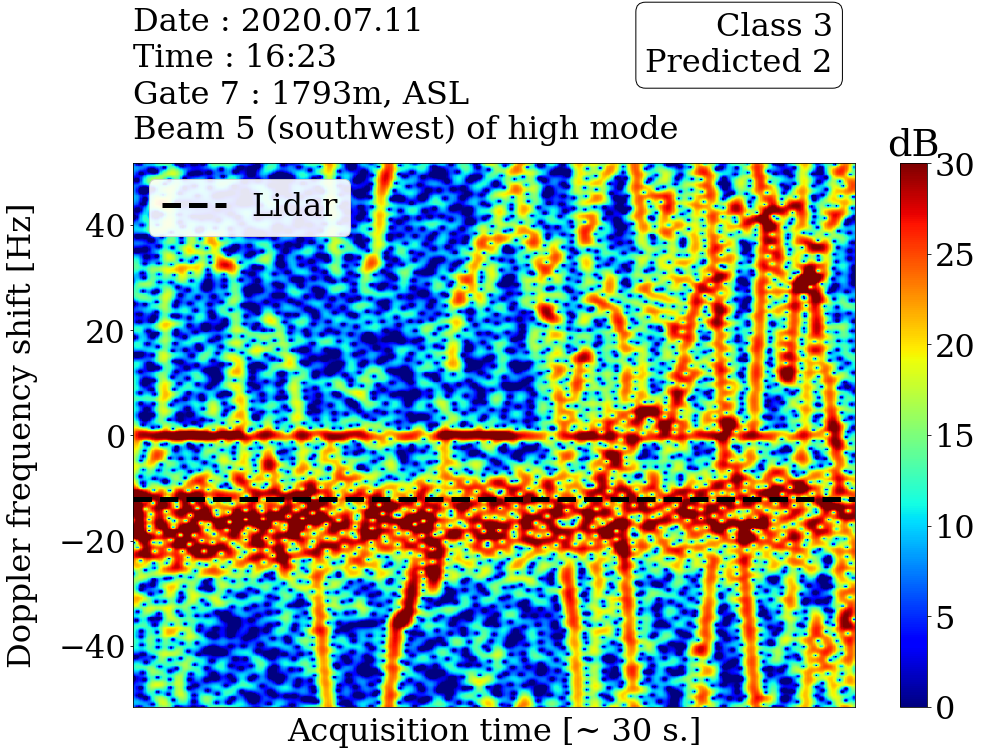 Date : 2020.07.11
Time : 16:23
Gate 7 : 1793m, ASL
Beam 5 (southwest) of high mode
Class 3
Predicted 2
dB
Lidar
Doppler frequency shift [Hz]
40
20
0
−20
−40
Acquisition time [~ 30 s.]
30
25
20
15
10
5
0